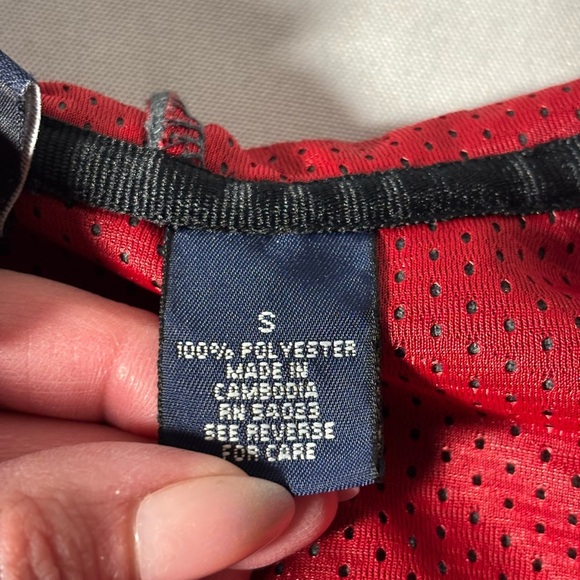 S
100% POLYESTER
MADE IN
CAMBODIA
RN 54023
SEE REVERSE
FOR CARE